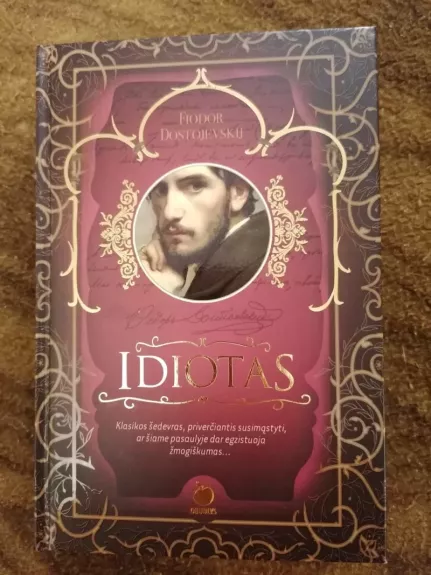 FIODOR
DOSTOJEVSKIJ
IDIOTAS
Klasikos šedevras, priverčiantis susimąstyti,
ar šiame pasaulyje dar egzistuoja
žmogiškumas...